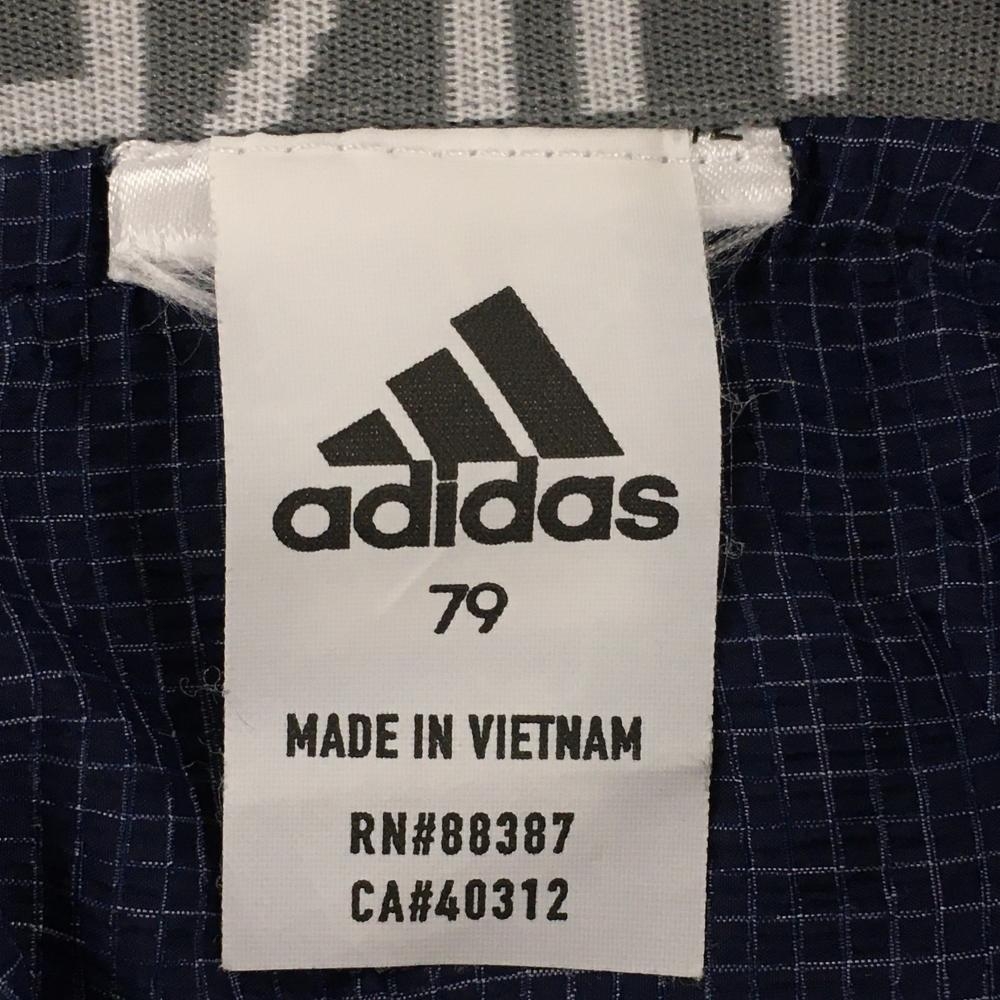 adidas
79
MADE IN VIETNAM
RN#88387
CA#40312